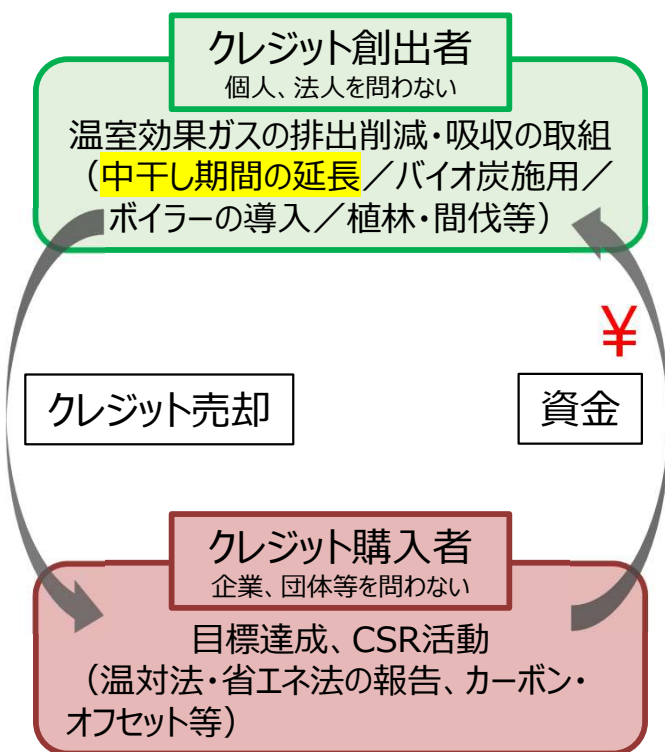 クレジット創出者
個人、法人を問わない
温室効果ガスの排出削減・吸収の取組
（中干し期間の延長／バイオ炭施用／
ボイラーの導入／植林・間伐等）
¥
クレジット売却
資金
クレジット購入者
企業、団体等を問わない
目標達成、CSR活動
（温対法・省エネ法の報告、カーボン・
オフセット等）